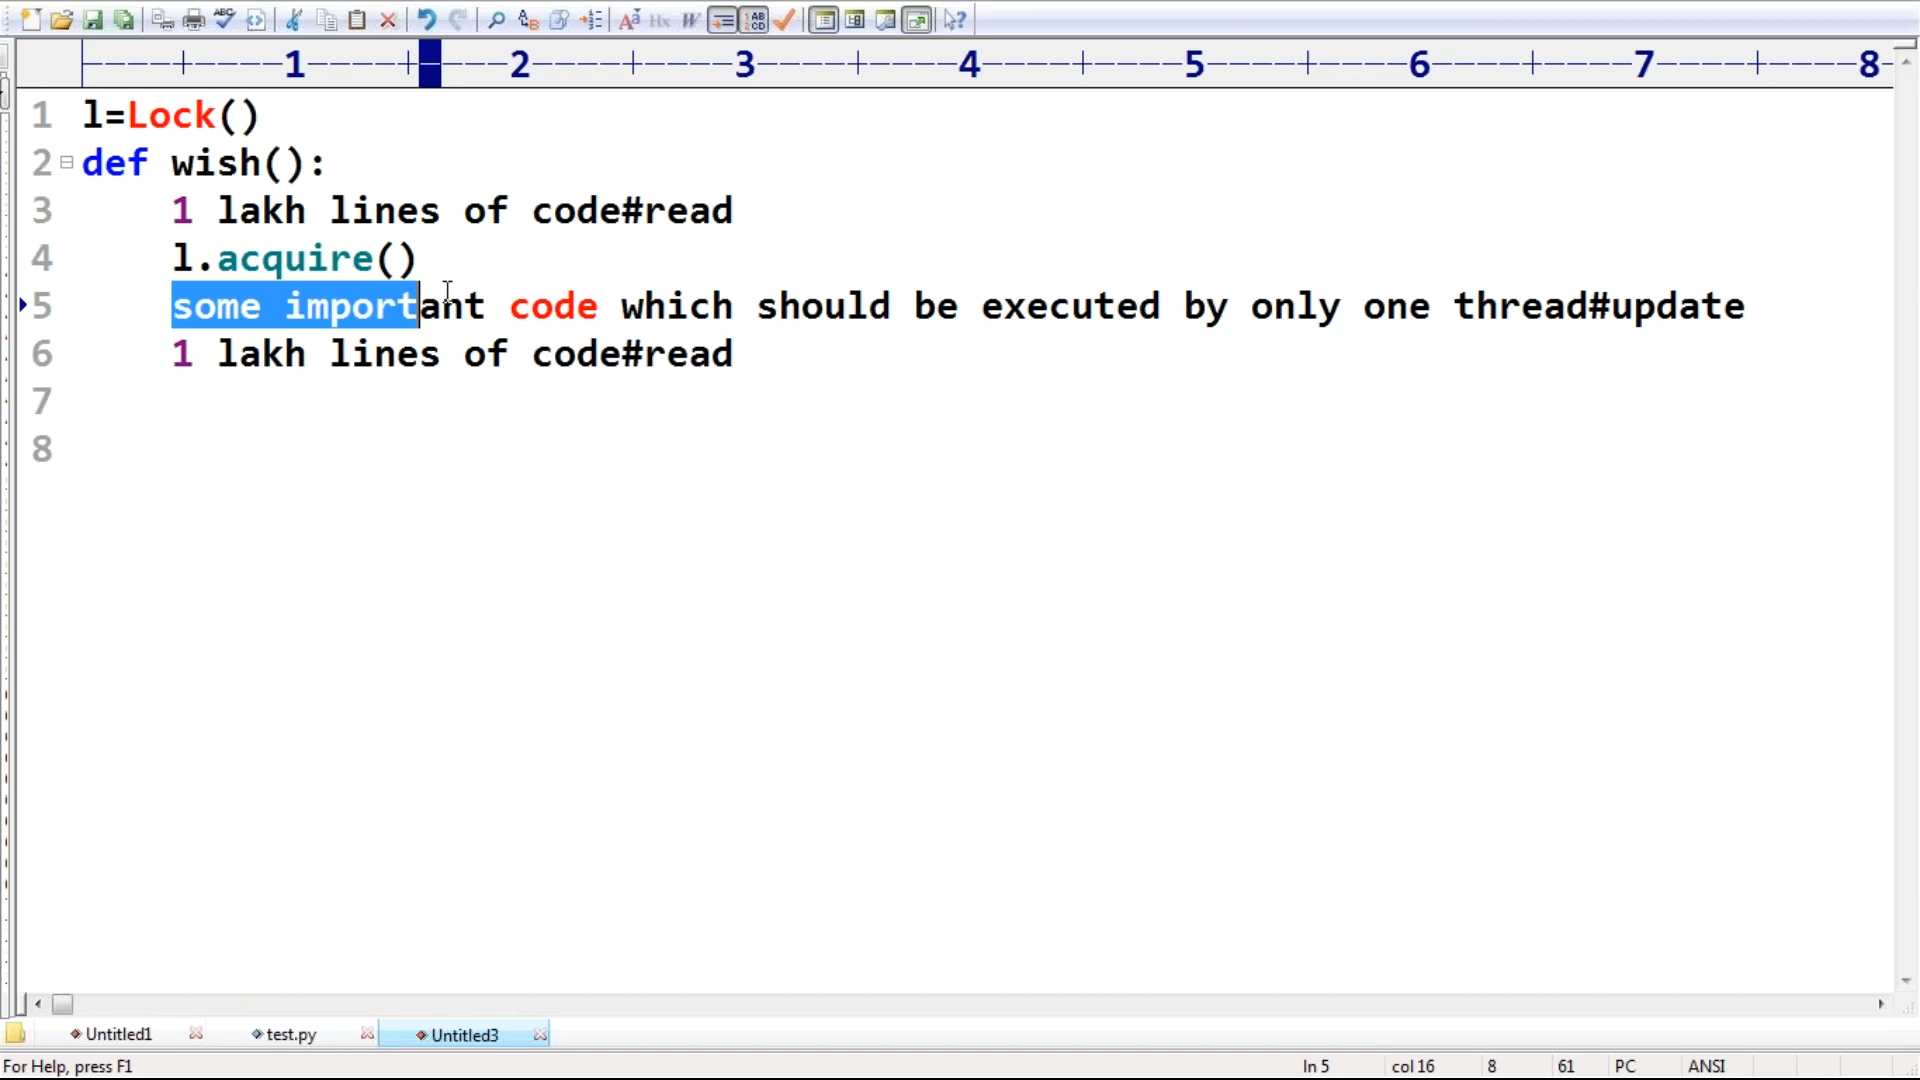 1 2 3 4 5 6 7 8
1 l=Lock()
2 def wish():
3 1 lakh lines of code#read
4 l.acquire()
5 some important code which should be executed by only one thread#update
6 1 lakh lines of code#read
7
8
Untitled1 test.py Untitled3
For Help, press F1 ln 5 col 16 8 61 PC ANSI